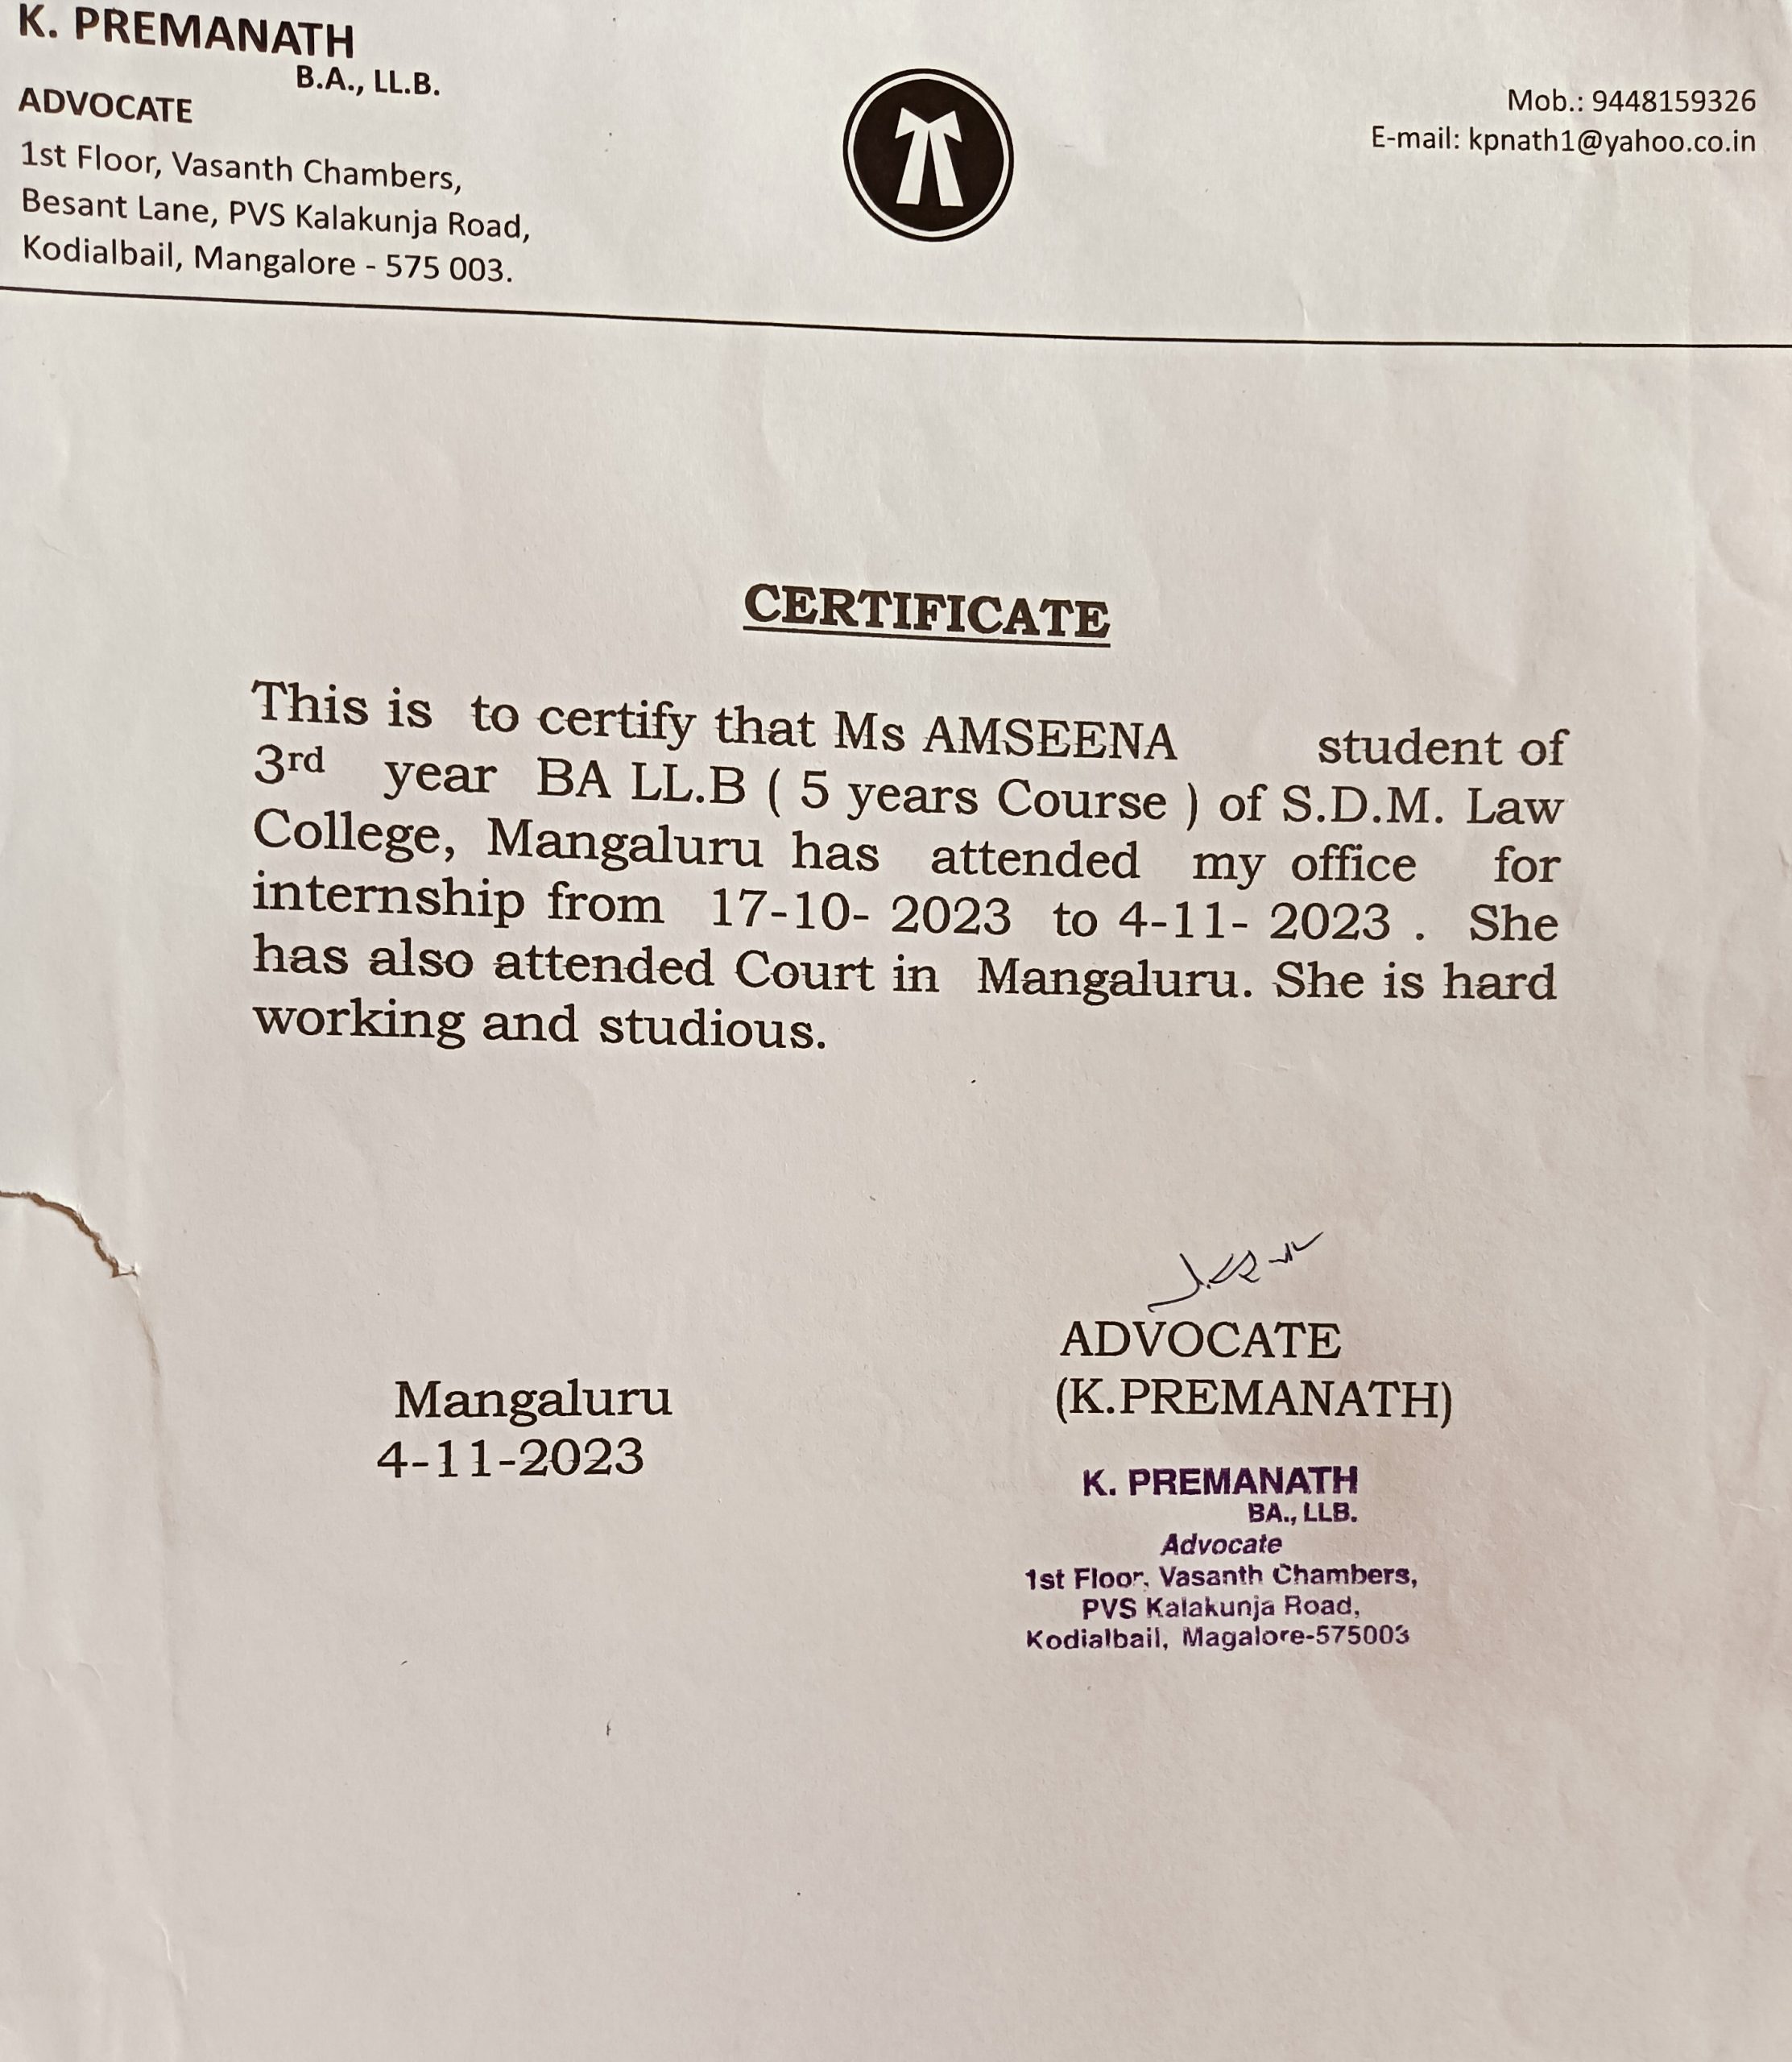 K. PREMANATH
B.A., LL.B.
ADVOCATE
1st Floor, Vasanth Chambers,
Besant Lane, PVS Kalakunja Road,
Kodialbail, Mangalore - 575 003.
Mob.: 9448159326
E-mail: kpnath1@yahoo.co.in
CERTIFICATE
This is to certify that Ms AMSEENA student of
3rd year BA LL.B ( 5 years Course ) of S.D.M. Law
College, Mangaluru has attended my office for
internship from 17-10- 2023 to 4-11- 2023 . She
has also attended Court in Mangaluru. She is hard
working and studious.
ADVOCATE
(K.PREMANATH)
Mangaluru
4-11-2023
K. PREMANATH
BA., LLB.
Advocate
1st Floor, Vasanth Chambers,
PVS Kalakunja Road,
Kodialbail, Magalore-575003